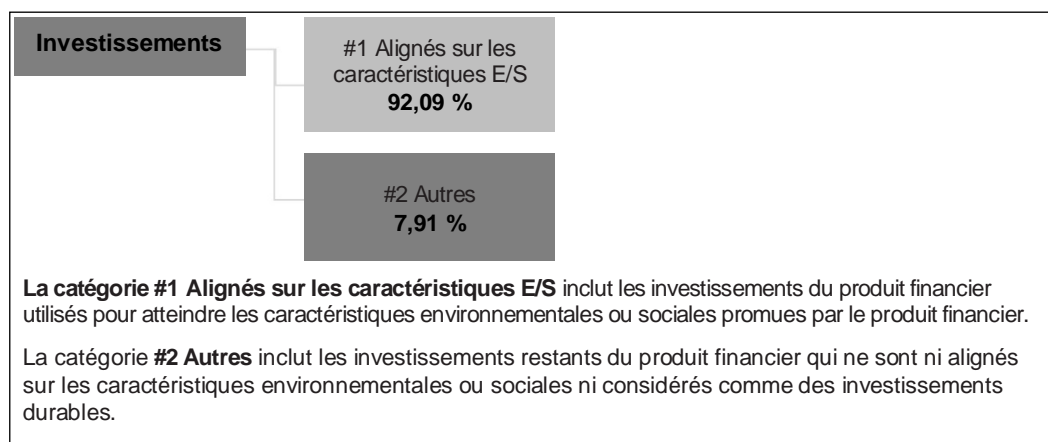 Investissements
#1 Alignés sur les
caractéristiques E/S
92,09 %
#2 Autres
7,91 %
La catégorie #1 Alignés sur les caractéristiques E/S inclut les investissements du produit financier
utilisés pour atteindre les caractéristiques environnementales ou sociales promues par le produit financier.
La catégorie #2 Autres inclut les investissements restants du produit financier qui ne sont ni alignés
sur les caractéristiques environnementales ou sociales ni considérés comme des investissements
durables.